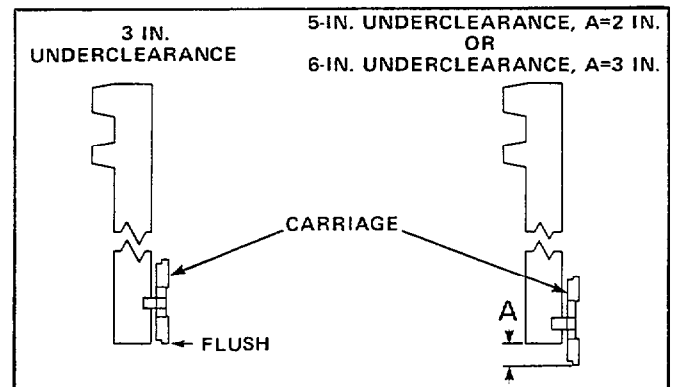 3 IN.
UNDERCLEARANCE
5-IN. UNDERCLEARANCE, A=2 IN.
OR
6-IN. UNDERCLEARANCE, A=3 IN.
CARRIAGE
A
FLUSH